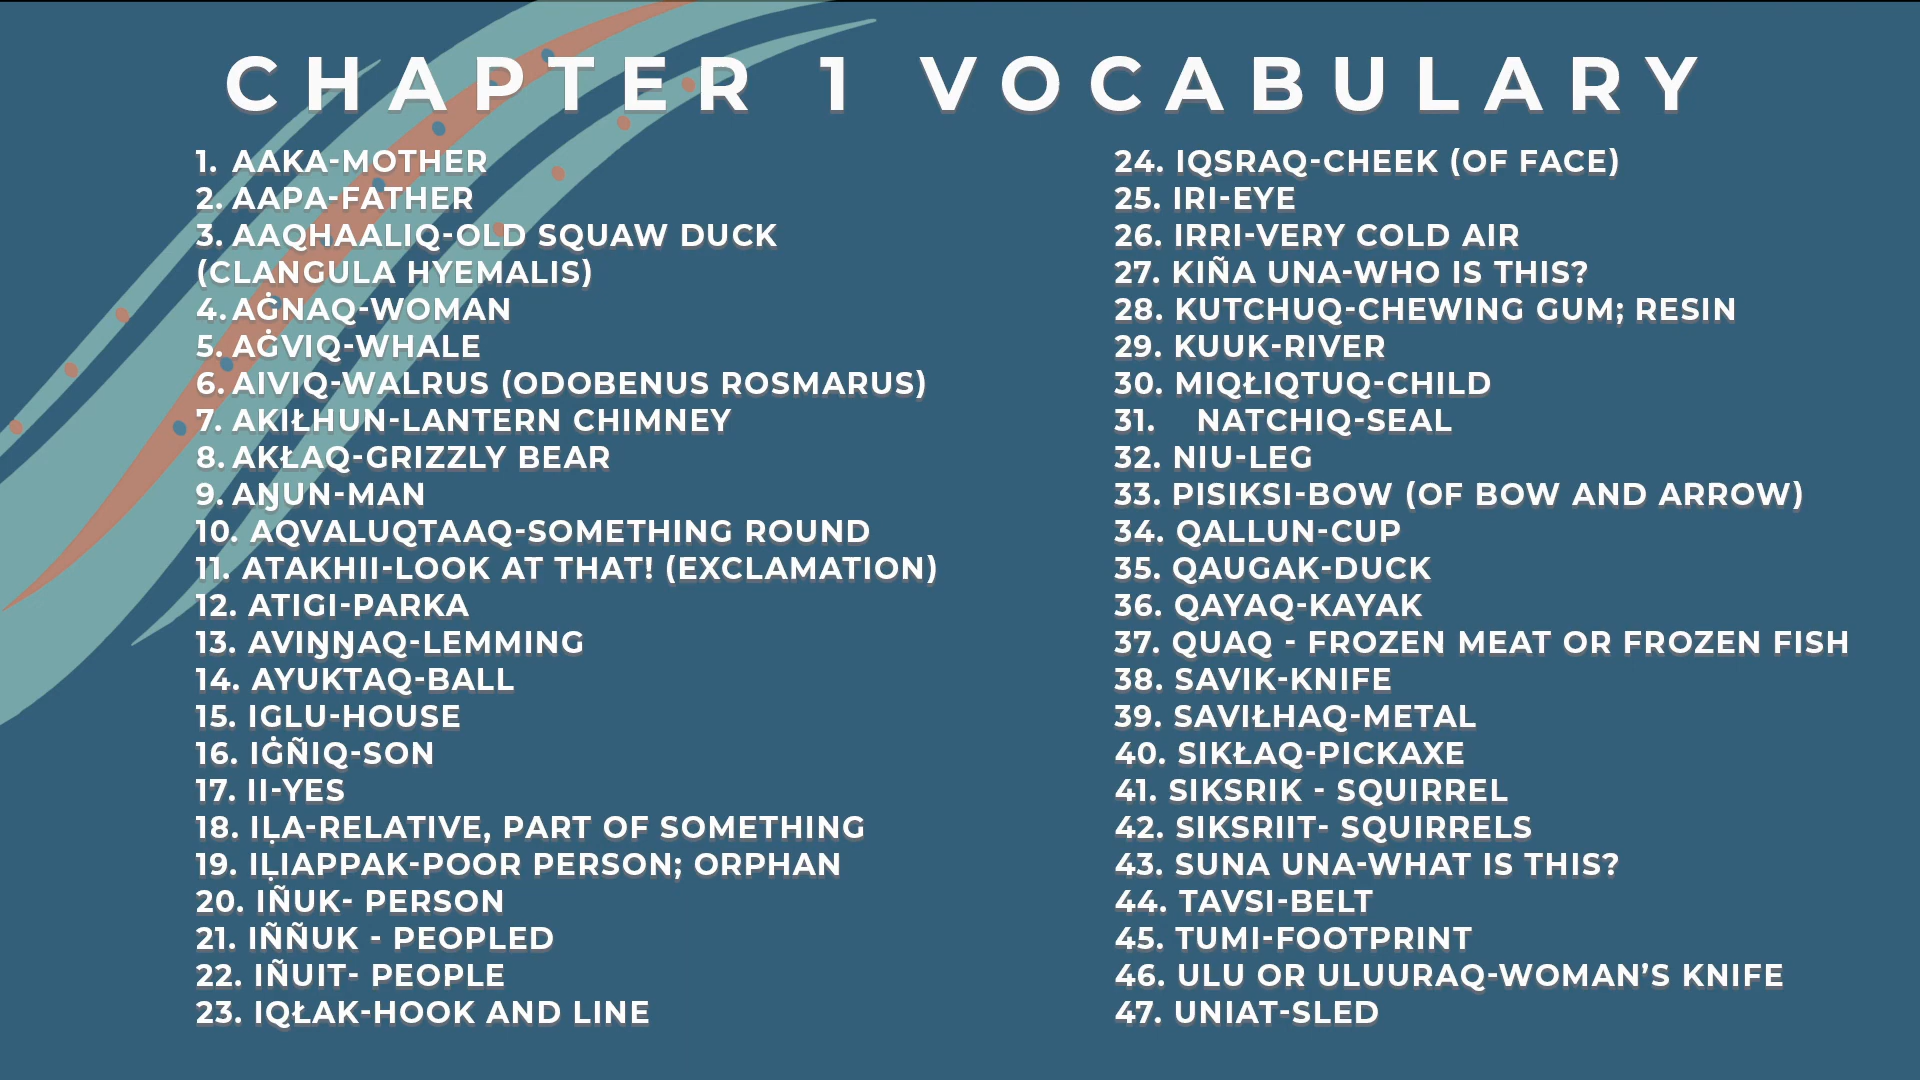 CHAPTER 1 VOCABULARY
1. AAKA-MOTHER
2. AAPA-FATHER
3. AAQHAALIQ-OLD SQUAW DUCK
(CLANGULA HYEMALIS)
4. AĠNAQ-WOMAN
5. AĠVIQ-WHALE
6. AIVIQ-WALRUS (ODOBENUS ROSMARUS)
7. AKIŁHUN-LANTERN CHIMNEY
8. AKŁAQ-GRIZZLY BEAR
9. AŊUN-MAN
10. AQVALUQTAAQ-SOMETHING ROUND
11. ATAKHII-LOOK AT THAT! (EXCLAMATION)
12. ATIGI-PARKA
13. AVIŊŊAQ-LEMMING
14. AYUKTAQ-BALL
15. IGLU-HOUSE
16. IĠÑIQ-SON
17. II-YES
18. IḶA-RELATIVE, PART OF SOMETHING
19. IḶIAPPAK-POOR PERSON; ORPHAN
20. IÑUK- PERSON
21. IÑÑUK - PEOPLED
22. IÑUIT- PEOPLE
23. IQŁAK-HOOK AND LINE
24. IQSRAQ-CHEEK (OF FACE)
25. IRI-EYE
26. IRRI-VERY COLD AIR
27. KIÑA UNA-WHO IS THIS?
28. KUTCHUQ-CHEWING GUM; RESIN
29. KUUK-RIVER
30. MIQŁIQTUQ-CHILD
31. NATCHIQ-SEAL
32. NIU-LEG
33. PISIKSI-BOW (OF BOW AND ARROW)
34. QALLUN-CUP
35. QAUGAK-DUCK
36. QAYAQ-KAYAK
37. QUAQ - FROZEN MEAT OR FROZEN FISH
38. SAVIK-KNIFE
39. SAVIŁHAQ-METAL
40. SIKŁAQ-PICKAXE
41. SIKSRIK - SQUIRREL
42. SIKSRIIT- SQUIRRELS
43. SUNA UNA-WHAT IS THIS?
44. TAVSI-BELT
45. TUMI-FOOTPRINT
46. ULU OR ULUURAQ-WOMAN'S KNIFE
47. UNIAT-SLED